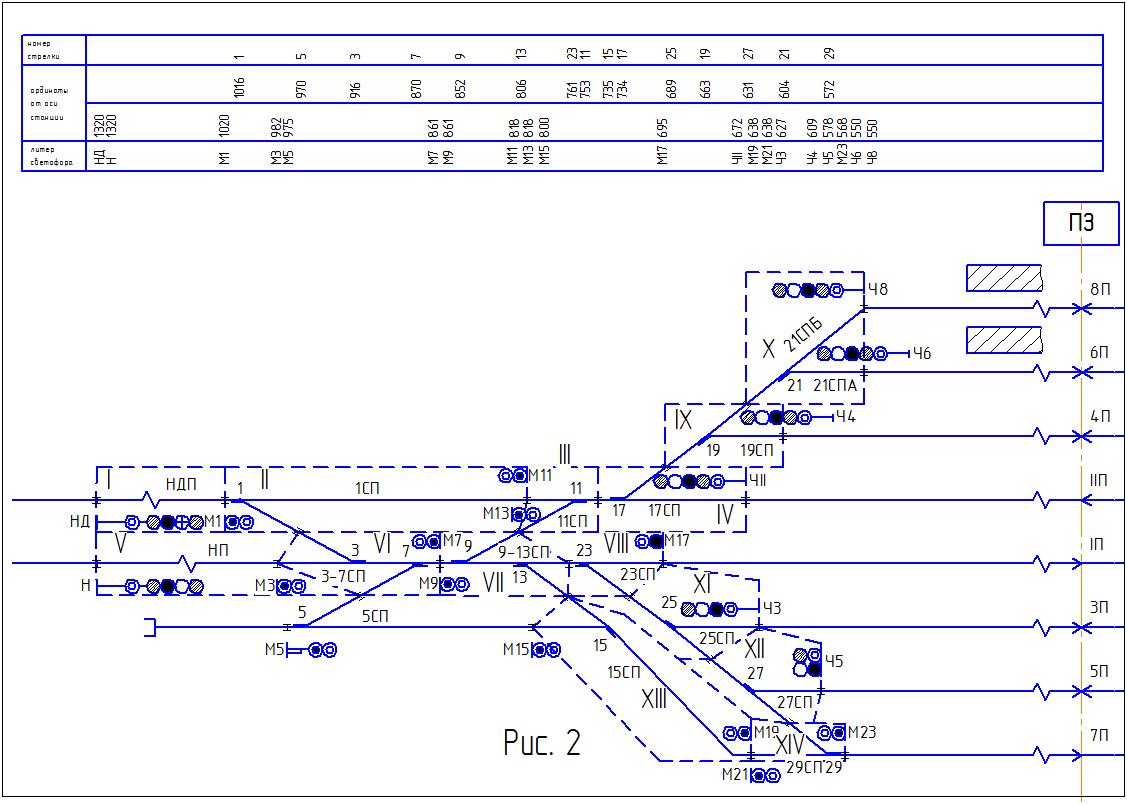 номер стрелки
1 5 3 7 9 13 23 11 15 17 25 19 27 21 29
ординаты от оси станции
1016 970 916 870 852 806 761 753 735 734 689 663 631 604 572
1320 1320 1020 982 975 861 861 818 818 800 695 672 638 638 627 609 578 568 550 550
литер светофора
НД Н М1 М3 М5 М7 М9 М11 М13 М15 М17 ЧII М19 М21 Ч3 Ч4 Ч5 М23 Ч6 Ч8
ПЗ
Ч8
8П
X
21СПБ
Ч6
6П
21
21СПА
IX
Ч4
4П
19
19СП
I
НДП
II
1
1СП
III
М11
11
ЧII
IIП
НД
М1
М13
11СП
17
17СП
IV
V
НП
3
VI
7
М7
9
9-13СП
23
VIII
М17
IП
Н
М3
3-7СП
М9
VII
13
23СП
XI
5
5СП
25
Ч3
3П
М5
М15
15
25СП
XII
Ч5
15СП
XIII
27
27СП
5П
М19
XIV
М23
7П
М21
29СП
29
Рис. 2